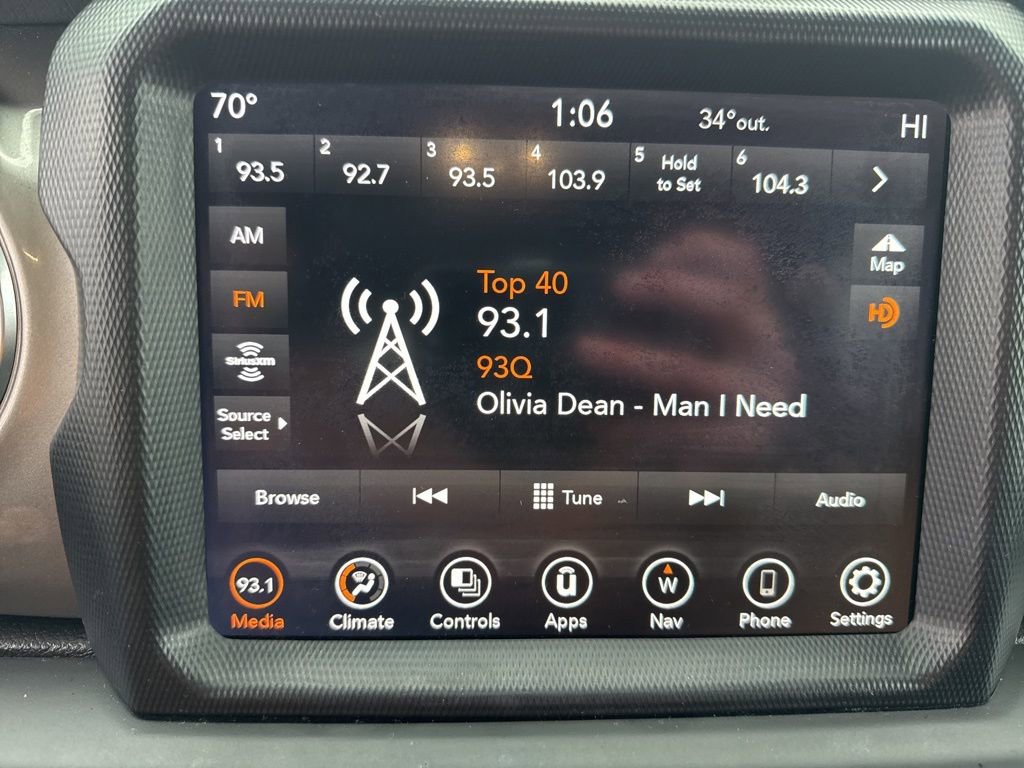 70° 1:06 34°out. HI
1 93.5 2 92.7 3 93.5 4 103.9 5 Hold to Set 6 104.3
AM
FM
SiriusXM
Source
Select
Top 40
93.1
93Q
Olivia Dean - Man I Need
Map
HD
Browse Tune Audio
93.1 W
Media Climate Controls Apps Nav Phone Settings